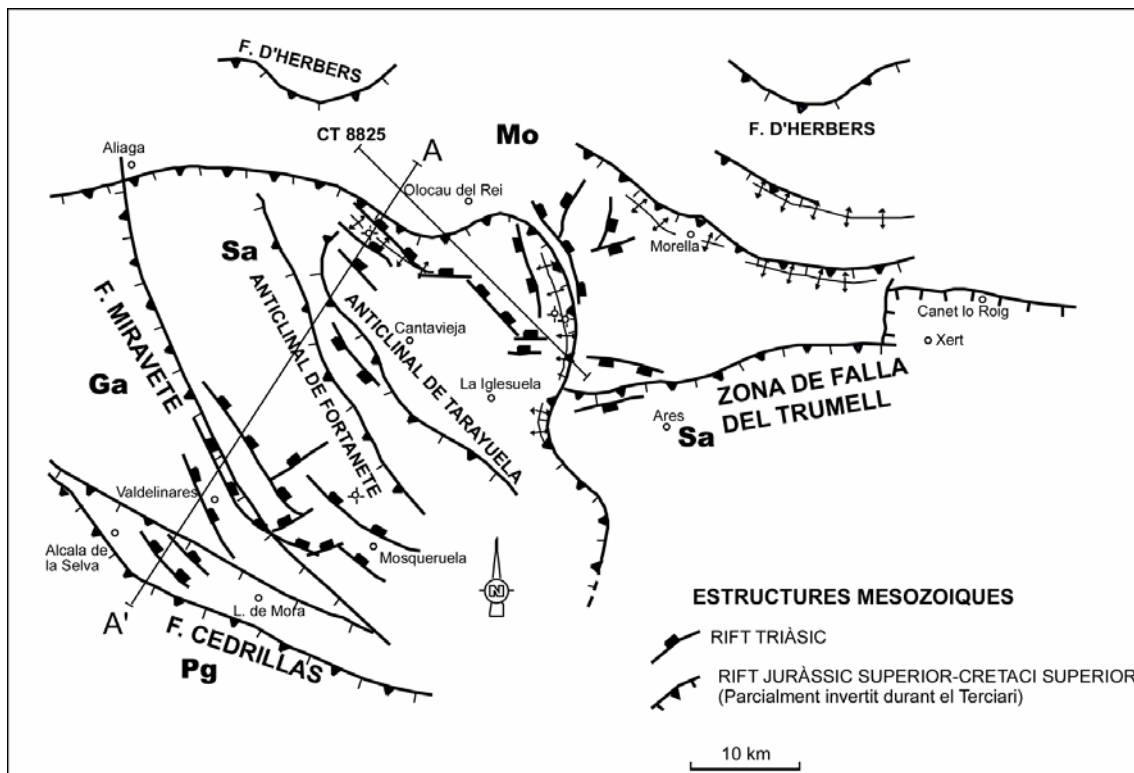 F. D'HERBERS
F. D'HERBERS
CT 8825
A
Mo
Aliaga
Olocau del Rei
Morella
Sa
F. MIRAVETE
ANTICLINAL DE FORTANETE
ANTICLINAL DE TARAYUELA
Cantavieja
Canet lo Roig
Xert
Ga
La Iglesuela
ZONA DE FALLA
DEL TRUMELL
Ares
Sa
Valdelinares
Alcala de
la Selva
Mosqueruela
L. de Mora
A'
F. CEDRILLAS
Pg
N
ESTRUCTURES MESOZOIQUES
RIFT TRIÀSIC
RIFT JURÀSSIC SUPERIOR-CRETACI SUPERIOR
(Parcialment invertit durant el Terciari)
10 km